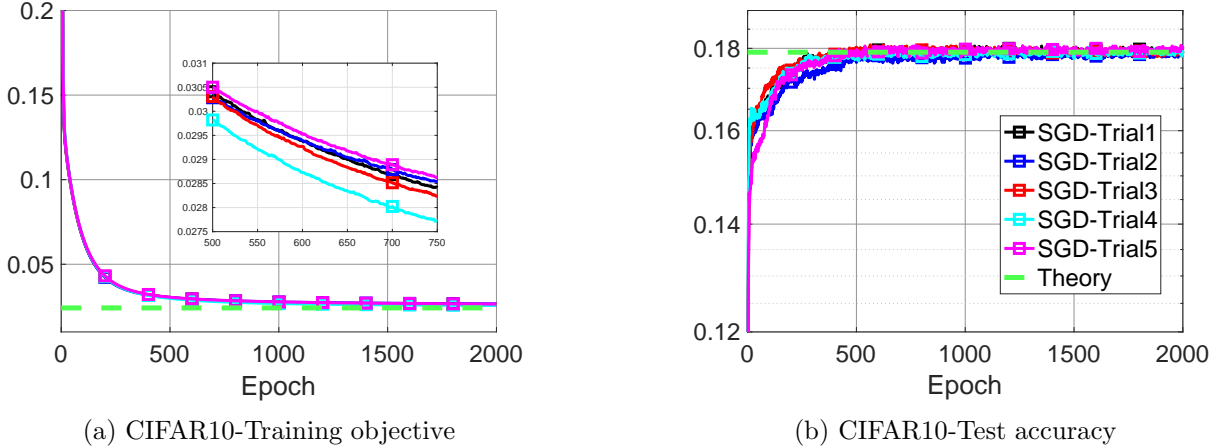 0.2
0.15
0.1
0.05
0 500 1000 1500 2000
Epoch
0.031
0.0305
0.03
0.0295
0.029
0.0285
0.028
0.0275
500 550 600 650 700 750
(a) CIFAR10-Training objective
0.18
0.16
0.14
0.12
0 500 1000 1500 2000
Epoch
SGD-Trial1
SGD-Trial2
SGD-Trial3
SGD-Trial4
SGD-Trial5
Theory
(b) CIFAR10-Test accuracy